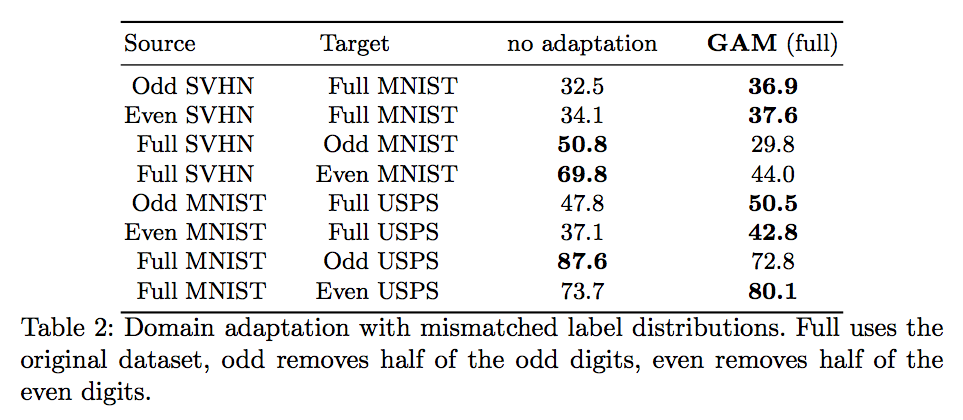 Source Target no adaptation GAM (full)
Odd SVHN Full MNIST 32.5 36.9
Even SVHN Full MNIST 34.1 37.6
Full SVHN Odd MNIST 50.8 29.8
Full SVHN Even MNIST 69.8 44.0
Odd MNIST Full USPS 47.8 50.5
Even MNIST Full USPS 37.1 42.8
Full MNIST Odd USPS 87.6 72.8
Full MNIST Even USPS 73.7 80.1
Table 2: Domain adaptation with mismatched label distributions. Full uses the
original dataset, odd removes half of the odd digits, even removes half of the
even digits.